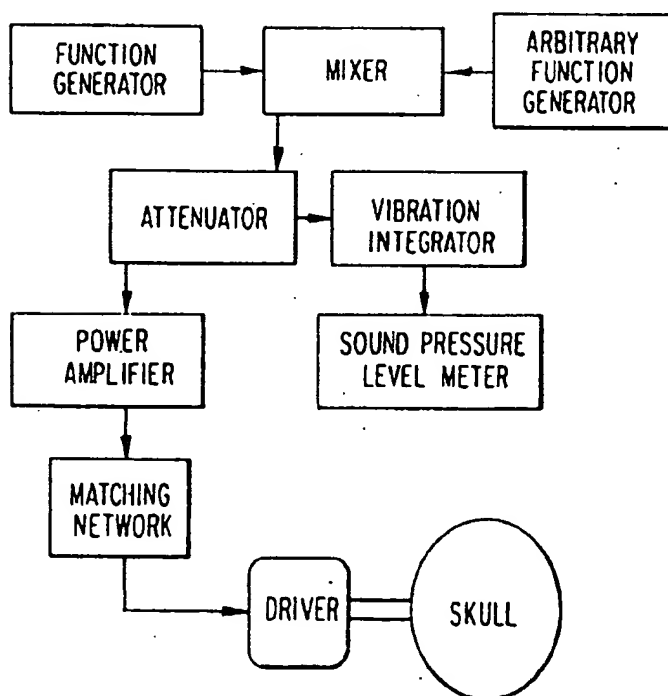 FUNCTION
GENERATOR
MIXER
ARBITRARY
FUNCTION
GENERATOR
ATTENUATOR
VIBRATION
INTEGRATOR
POWER
AMPLIFIER
SOUND PRESSURE
LEVEL METER
MATCHING
NETWORK
DRIVER
SKULL